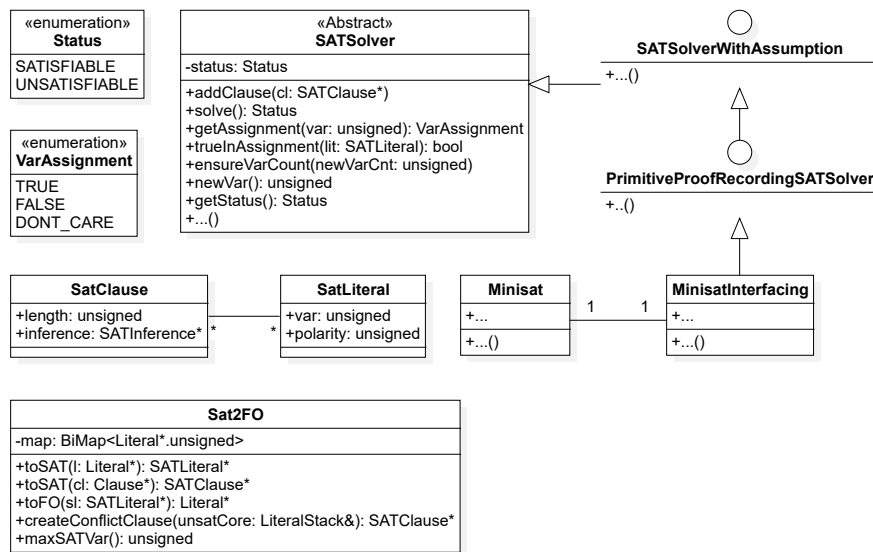 «enumeration»
Status
SATISFIABLE
UNSATISFIABLE
«enumeration»
VarAssignment
TRUE
FALSE
DONT_CARE
«Abstract»
SATSolver
-status: Status
+addClause(cl: SATClause*)
+solve(): Status
+getAssignment(var: unsigned): VarAssignment
+trueInAssignment(lit: SATLiteral): bool
+ensureVarCount(newVarCnt: unsigned)
+newVar(): unsigned
+getStatus(): Status
+...()
SATSolverWithAssumption
+...()
PrimitiveProofRecordingSATSolver
+..()
SatClause
+length: unsigned
+inference: SATInference*
*
*
SatLiteral
+var: unsigned
+polarity: unsigned
Minisat
+...
+...()
1
1
MinisatInterfacing
+...
+...()
Sat2FO
-map: BiMap<Literal*.unsigned>
+toSAT(l: Literal*): SATLiteral*
+toSAT(cl: Clause*): SATClause*
+toFO(sl: SATLiteral*): Literal*
+createConflictClause(unsatCore: LiteralStack&): SATClause*
+maxSATVar(): unsigned